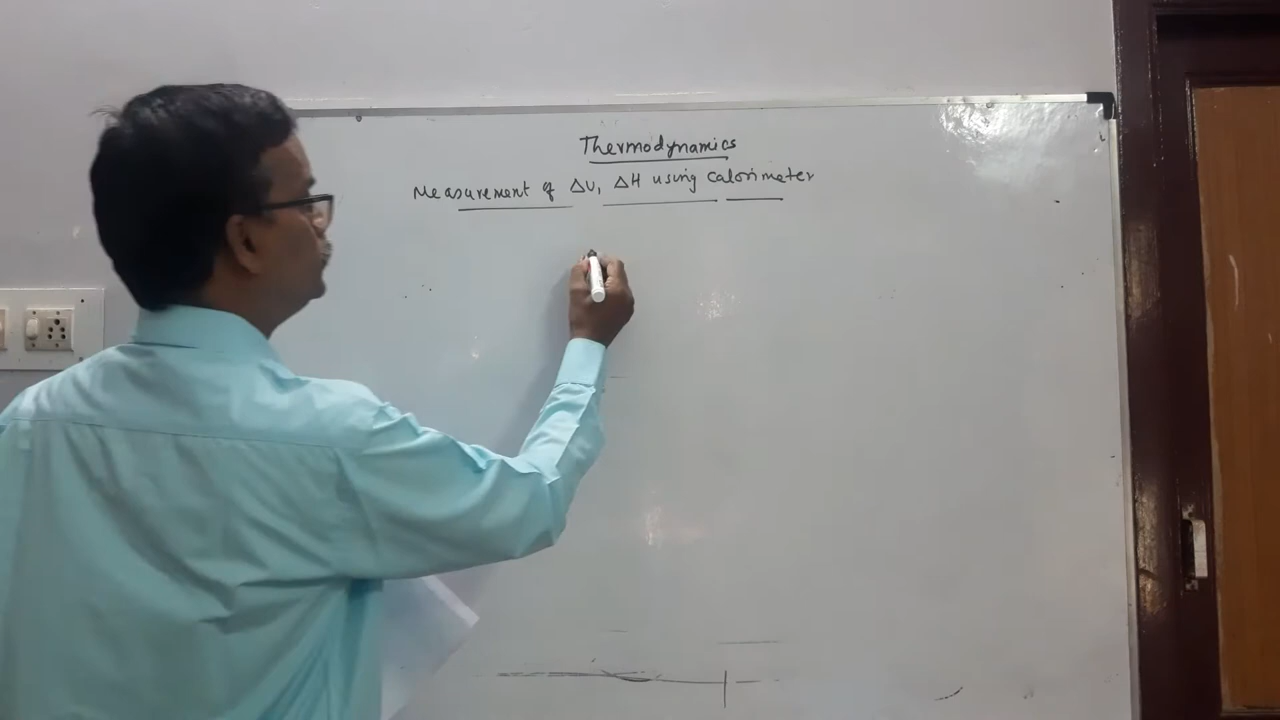 Thermodynamics
Measurement of ΔU, ΔH using calorimeter